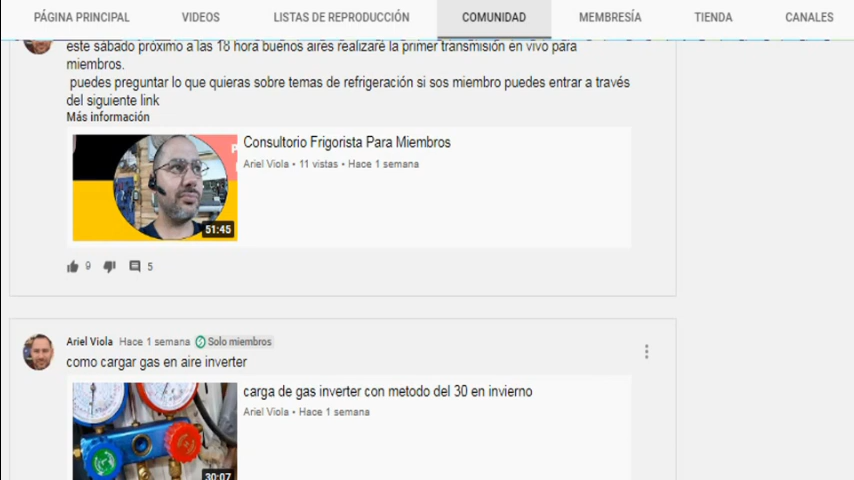 PÁGINA PRINCIPAL VIDEOS LISTAS DE REPRODUCCIÓN COMUNIDAD MEMBRESÍA TIENDA CANALES
este sábado próximo a las 18 hora buenos aires realizaré la primer transmisión en vivo para
miembros.
puedes preguntar lo que quieras sobre temas de refrigeración si sos miembro puedes entrar a través
del siguiente link
Más información
Consultorio Frigorista Para Miembros
Ariel Viola • 11 vistas • Hace 1 semana
51:45
9 5
Ariel Viola Hace 1 semana Solo miembros
como cargar gas en aire inverter
carga de gas inverter con metodo del 30 en invierno
Ariel Viola • Hace 1 semana
30:07